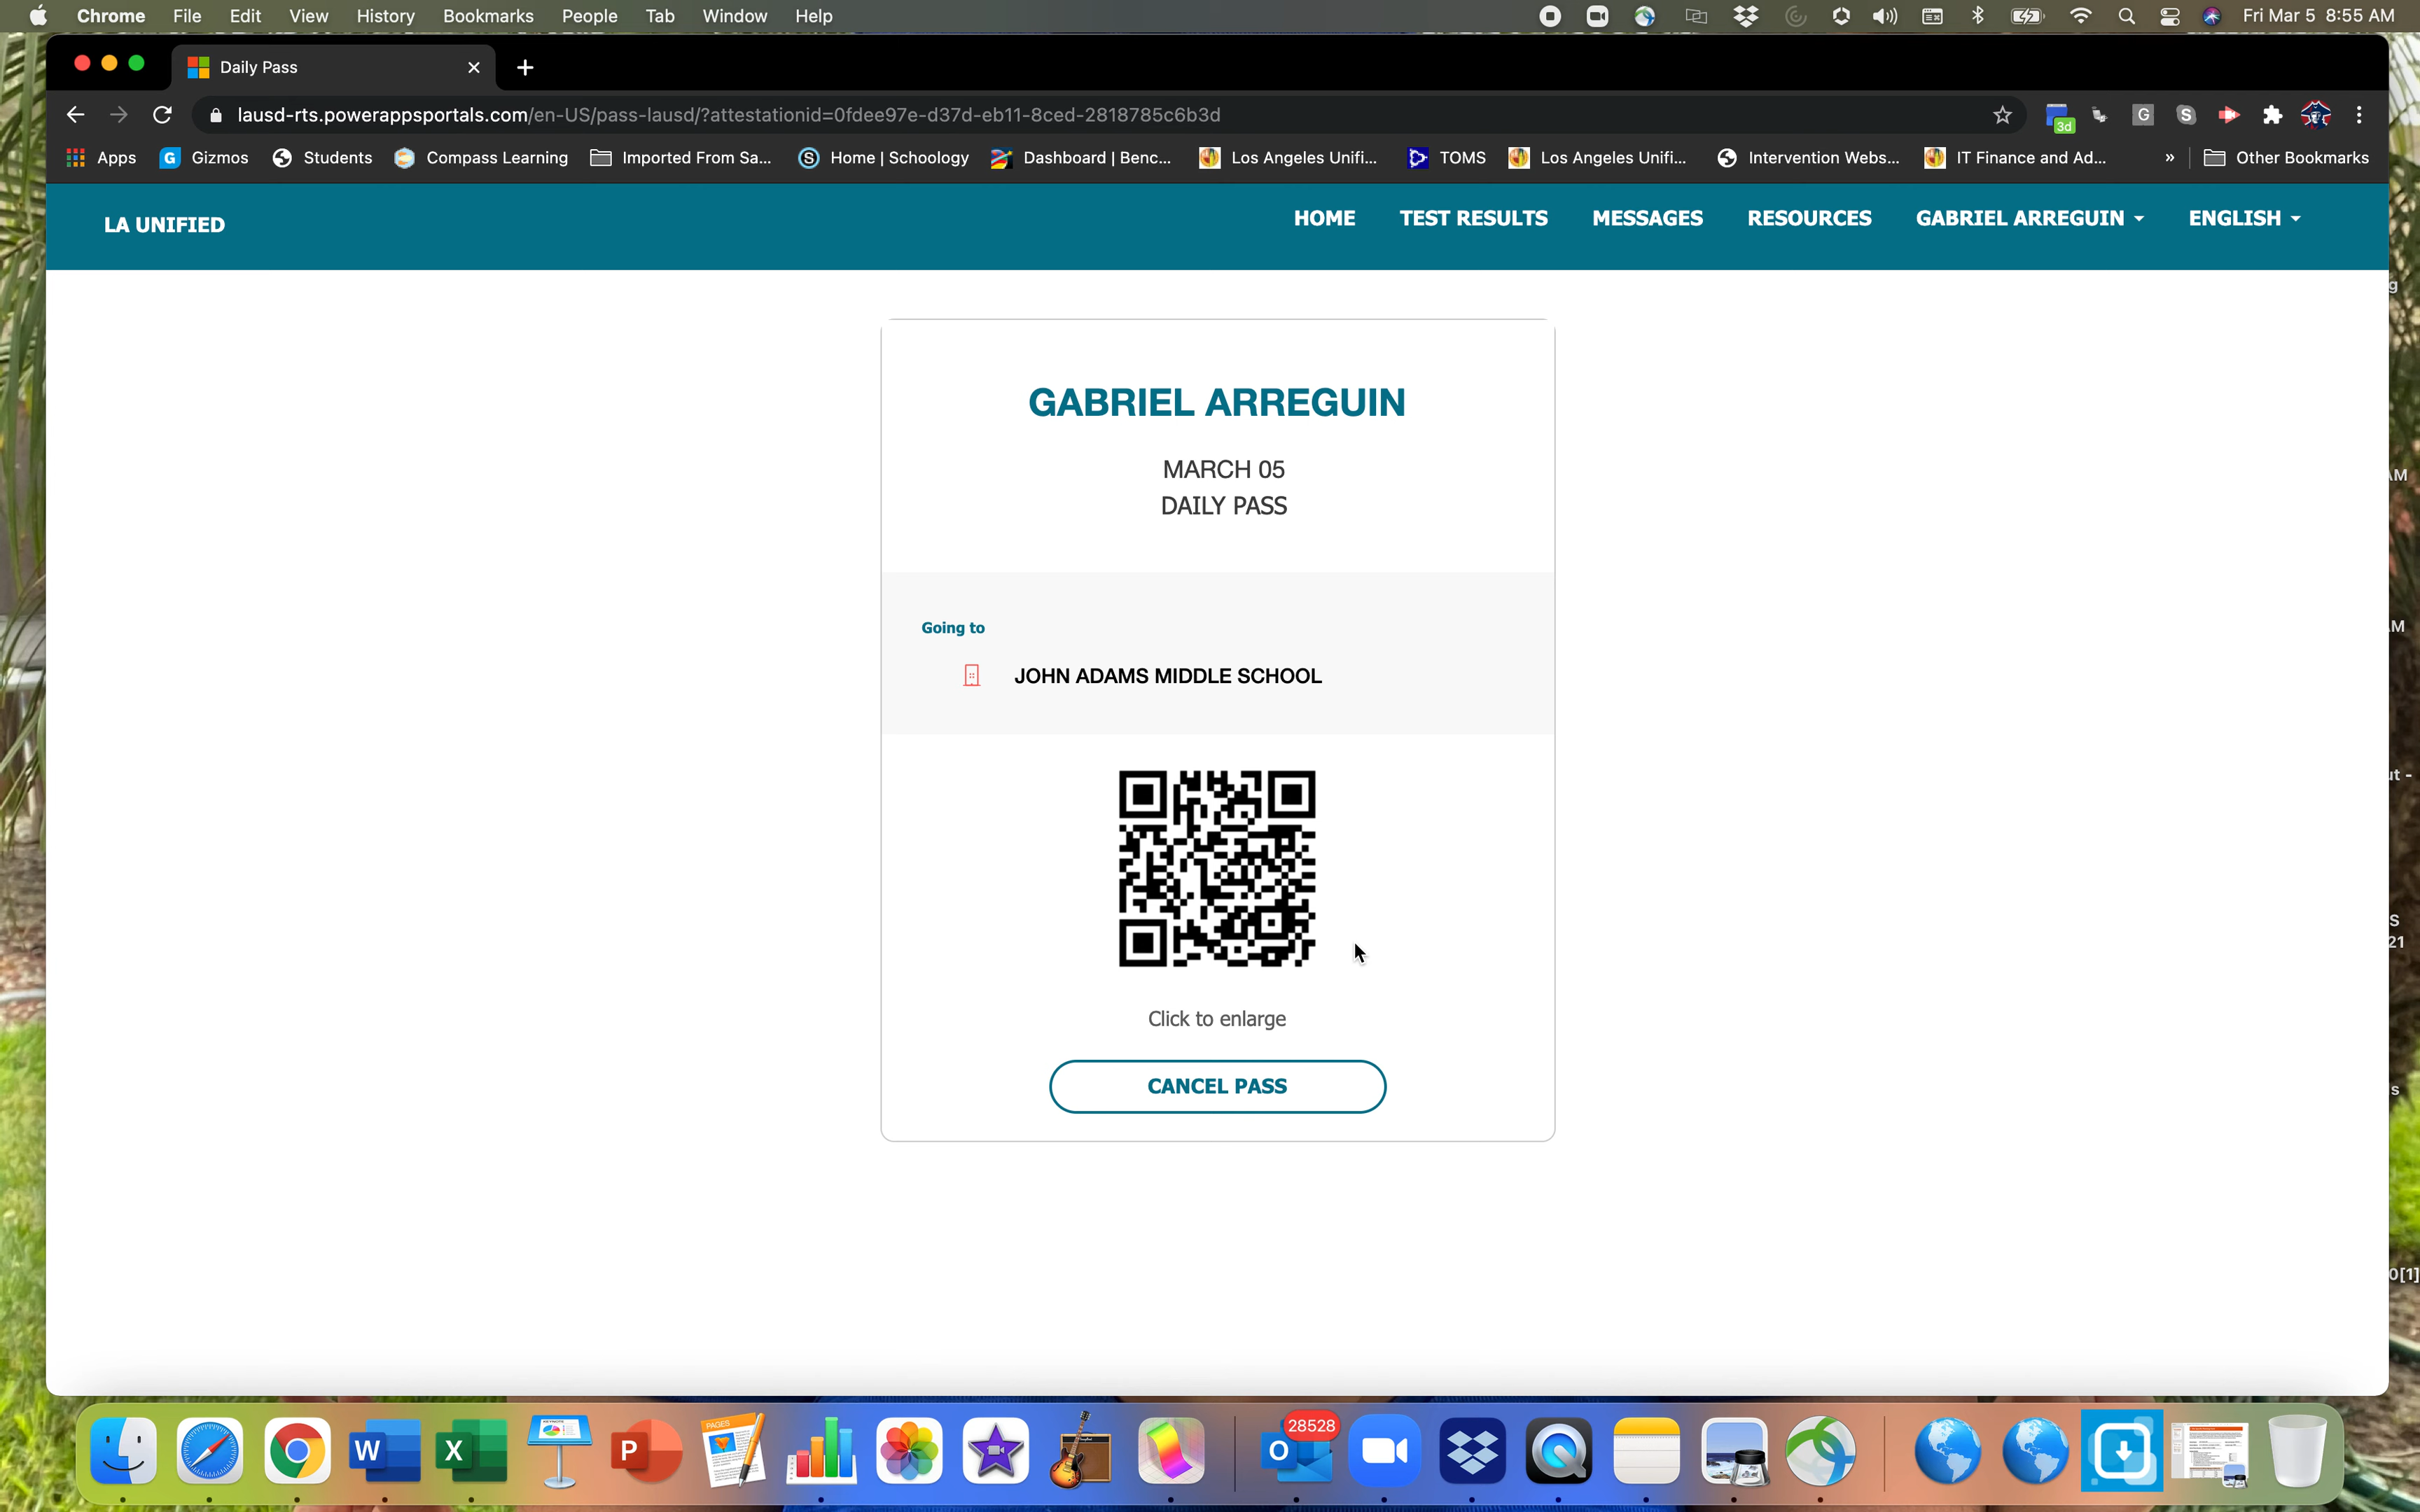 Chrome File Edit View History Bookmarks People Tab Window Help Fri Mar 5 8:55 AM
Daily Pass
lausd-rts.powerappsportals.com/en-US/pass-lausd/?attestationid=0fdee97e-d37d-eb11-8ced-2818785c6b3d
3d
Apps Gizmos Students Compass Learning Imported From Sa... Home | Schoology Dashboard | Benc... Los Angeles Unifi... TOMS Los Angeles Unifi... Intervention Webs... IT Finance and Ad... » Other Bookmarks
LA UNIFIED HOME TEST RESULTS MESSAGES RESOURCES GABRIEL ARREGUIN ENGLISH
GABRIEL ARREGUIN
MARCH 05
DAILY PASS
Going to
JOHN ADAMS MIDDLE SCHOOL
Click to enlarge
CANCEL PASS
28528